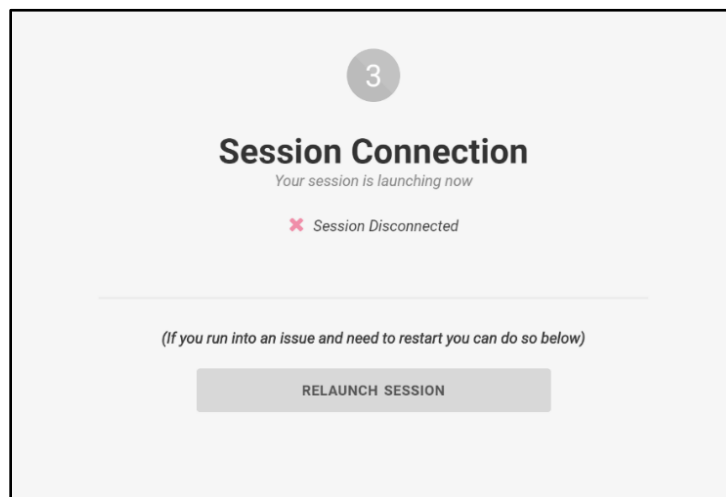 3
Session Connection
Your session is launching now
✖ Session Disconnected
(If you run into an issue and need to restart you can do so below)
RELAUNCH SESSION